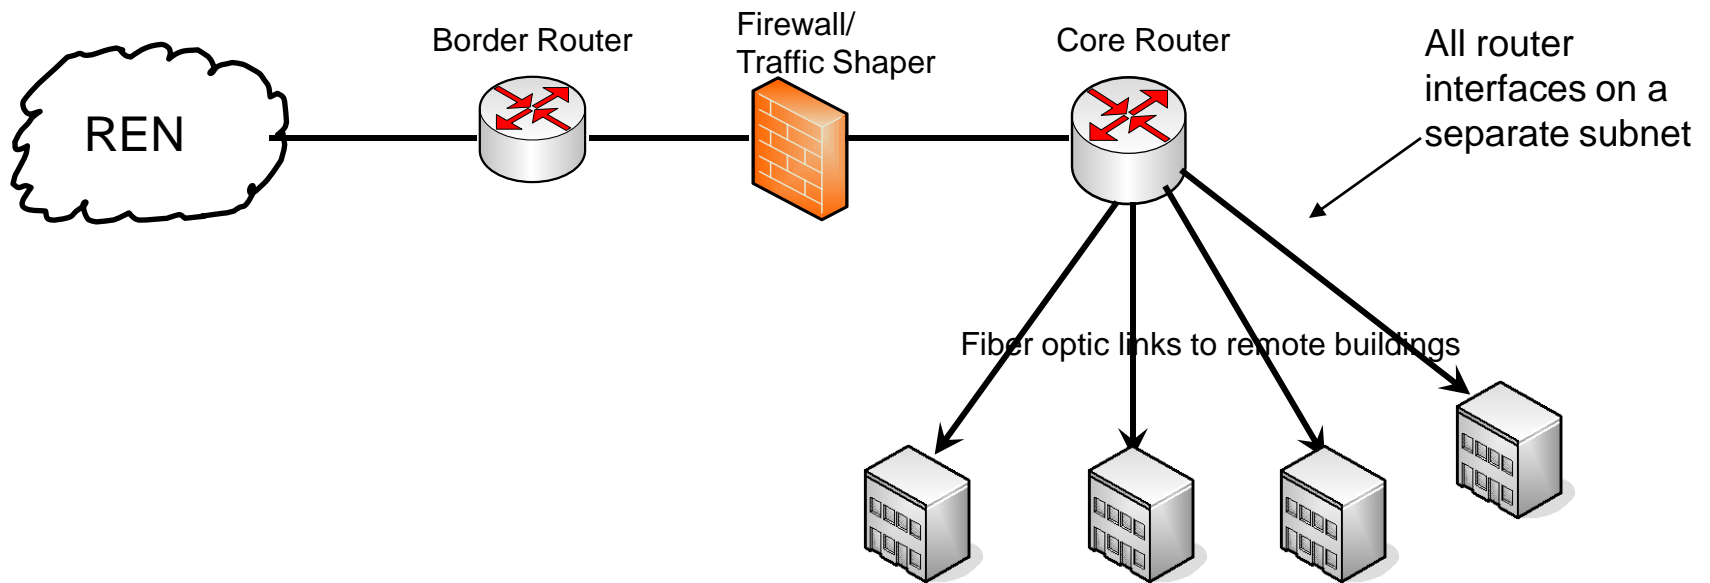 REN
Border Router
Firewall/
Traffic Shaper
Core Router
All router
interfaces on a
separate subnet
Fiber optic links to remote buildings